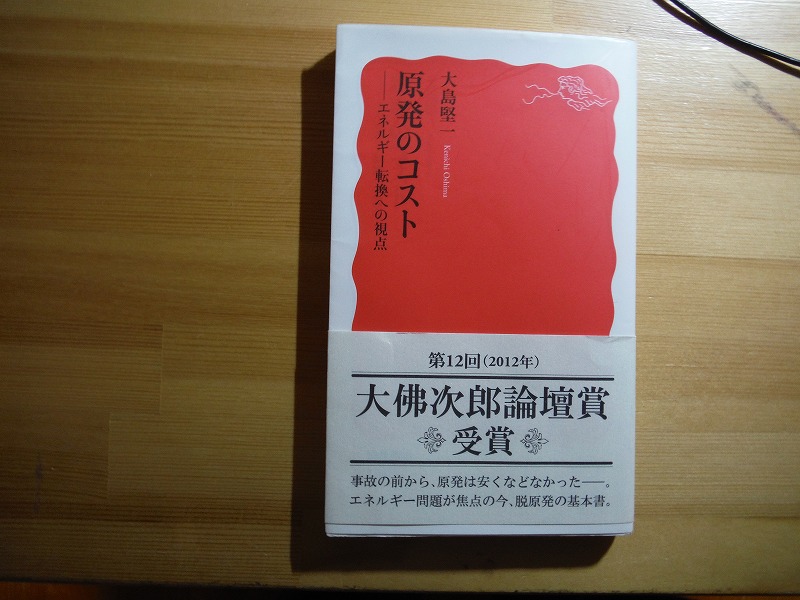 大島堅一 Kenichi Oshima
原発のコスト
――エネルギー転換への視点
第12回(2012年)
大佛次郎論壇賞
受賞
事故の前から、原発は安くなどなかった――。
エネルギー問題が焦点の今、脱原発の基本書。